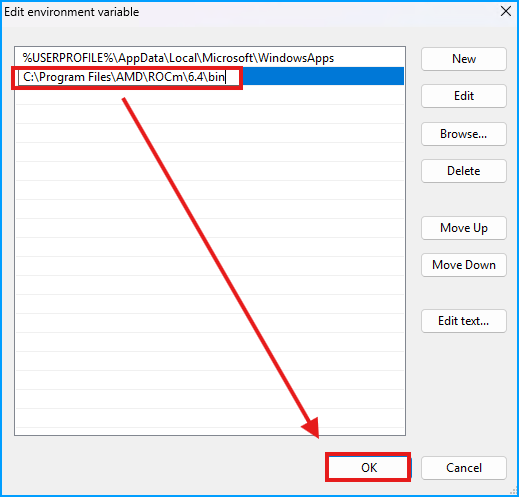 Edit environment variable
%USERPROFILE%\AppData\Local\Microsoft\WindowsApps
C:\Program Files\AMD\ROCm\6.4\bin
New
Edit
Browse...
Delete
Move Up
Move Down
Edit text...
OK
Cancel